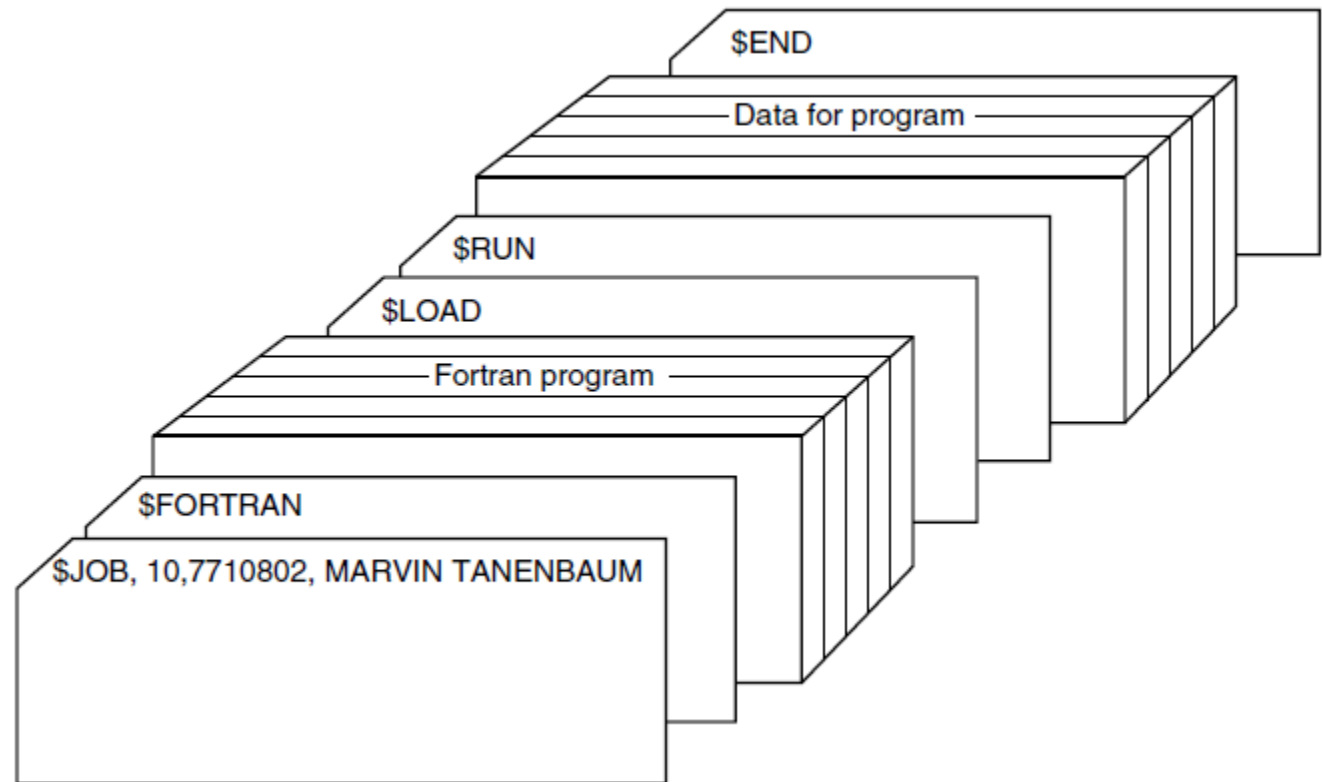 $END
Data for program
$RUN
$LOAD
Fortran program
$FORTRAN
$JOB, 10,7710802, MARVIN TANENBAUM